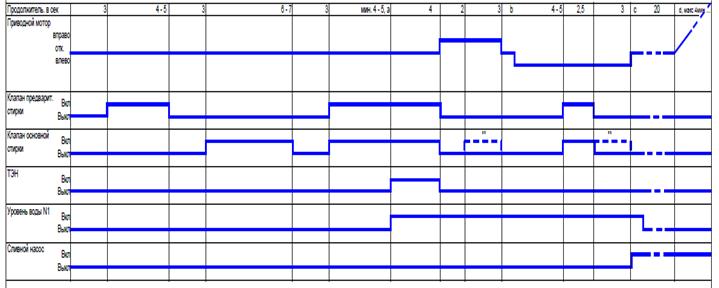 Продолжитель. в сек 3 4 - 5 3 6 - 7 3 мин. 4 - 5, a 4 2 3 b 4 - 5 2,5 3 c 20 d, макс 4мин
Приводной мотор
вправо
отк.
влево
Клапан предварит.
стирки
Вкл
Выкл
Клапан основной
стирки
Вкл
Выкл
ТЭН
Вкл
Выкл
Уровень воды N1
Вкл
Выкл
Сливной насос
Вкл
Выкл